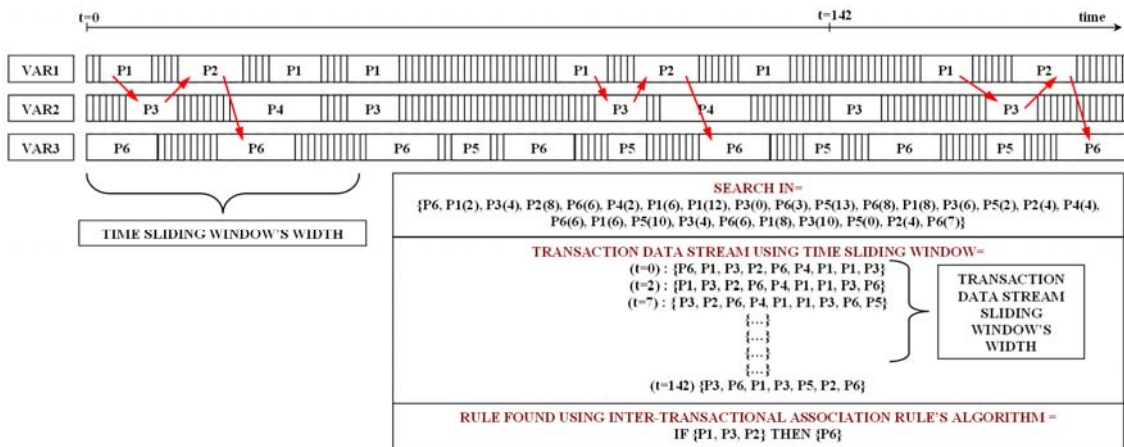 t=0 t=142 time
VAR1 P1 P2 P1 P1 P1 P2 P1 P1 P2
VAR2 P3 P4 P3 P3 P4 P3 P3
VAR3 P6 P6 P6 P5 P6 P5 P6 P5 P6 P5 P6
TIME SLIDING WINDOW'S WIDTH
SEARCH IN=
{P6, P1(2), P3(4), P2(8), P6(6), P4(2), P1(6), P1(12), P3(0), P6(3), P5(13), P6(8), P1(8), P3(6), P5(2), P2(4), P4(4),
P6(6), P1(6), P5(10), P3(4), P6(6), P1(8), P3(10), P5(0), P2(4), P6(7)}
TRANSACTION DATA STREAM USING TIME SLIDING WINDOW=
(t=0) : {P6, P1, P3, P2, P6, P4, P1, P1, P3}
(t=2) : {P1, P3, P2, P6, P4, P1, P1, P3, P6}
(t=7) : { P3, P2, P6, P4, P1, P1, P3, P6, P5}
{...}
{...}
{...}
{...}
(t=142) {P3, P6, P1, P3, P5, P2, P6}
TRANSACTION
DATA STREAM
SLIDING
WINDOW'S
WIDTH
RULE FOUND USING INTER-TRANSACTIONAL ASSOCIATION RULE'S ALGORITHM =
IF {P1, P3, P2} THEN {P6}